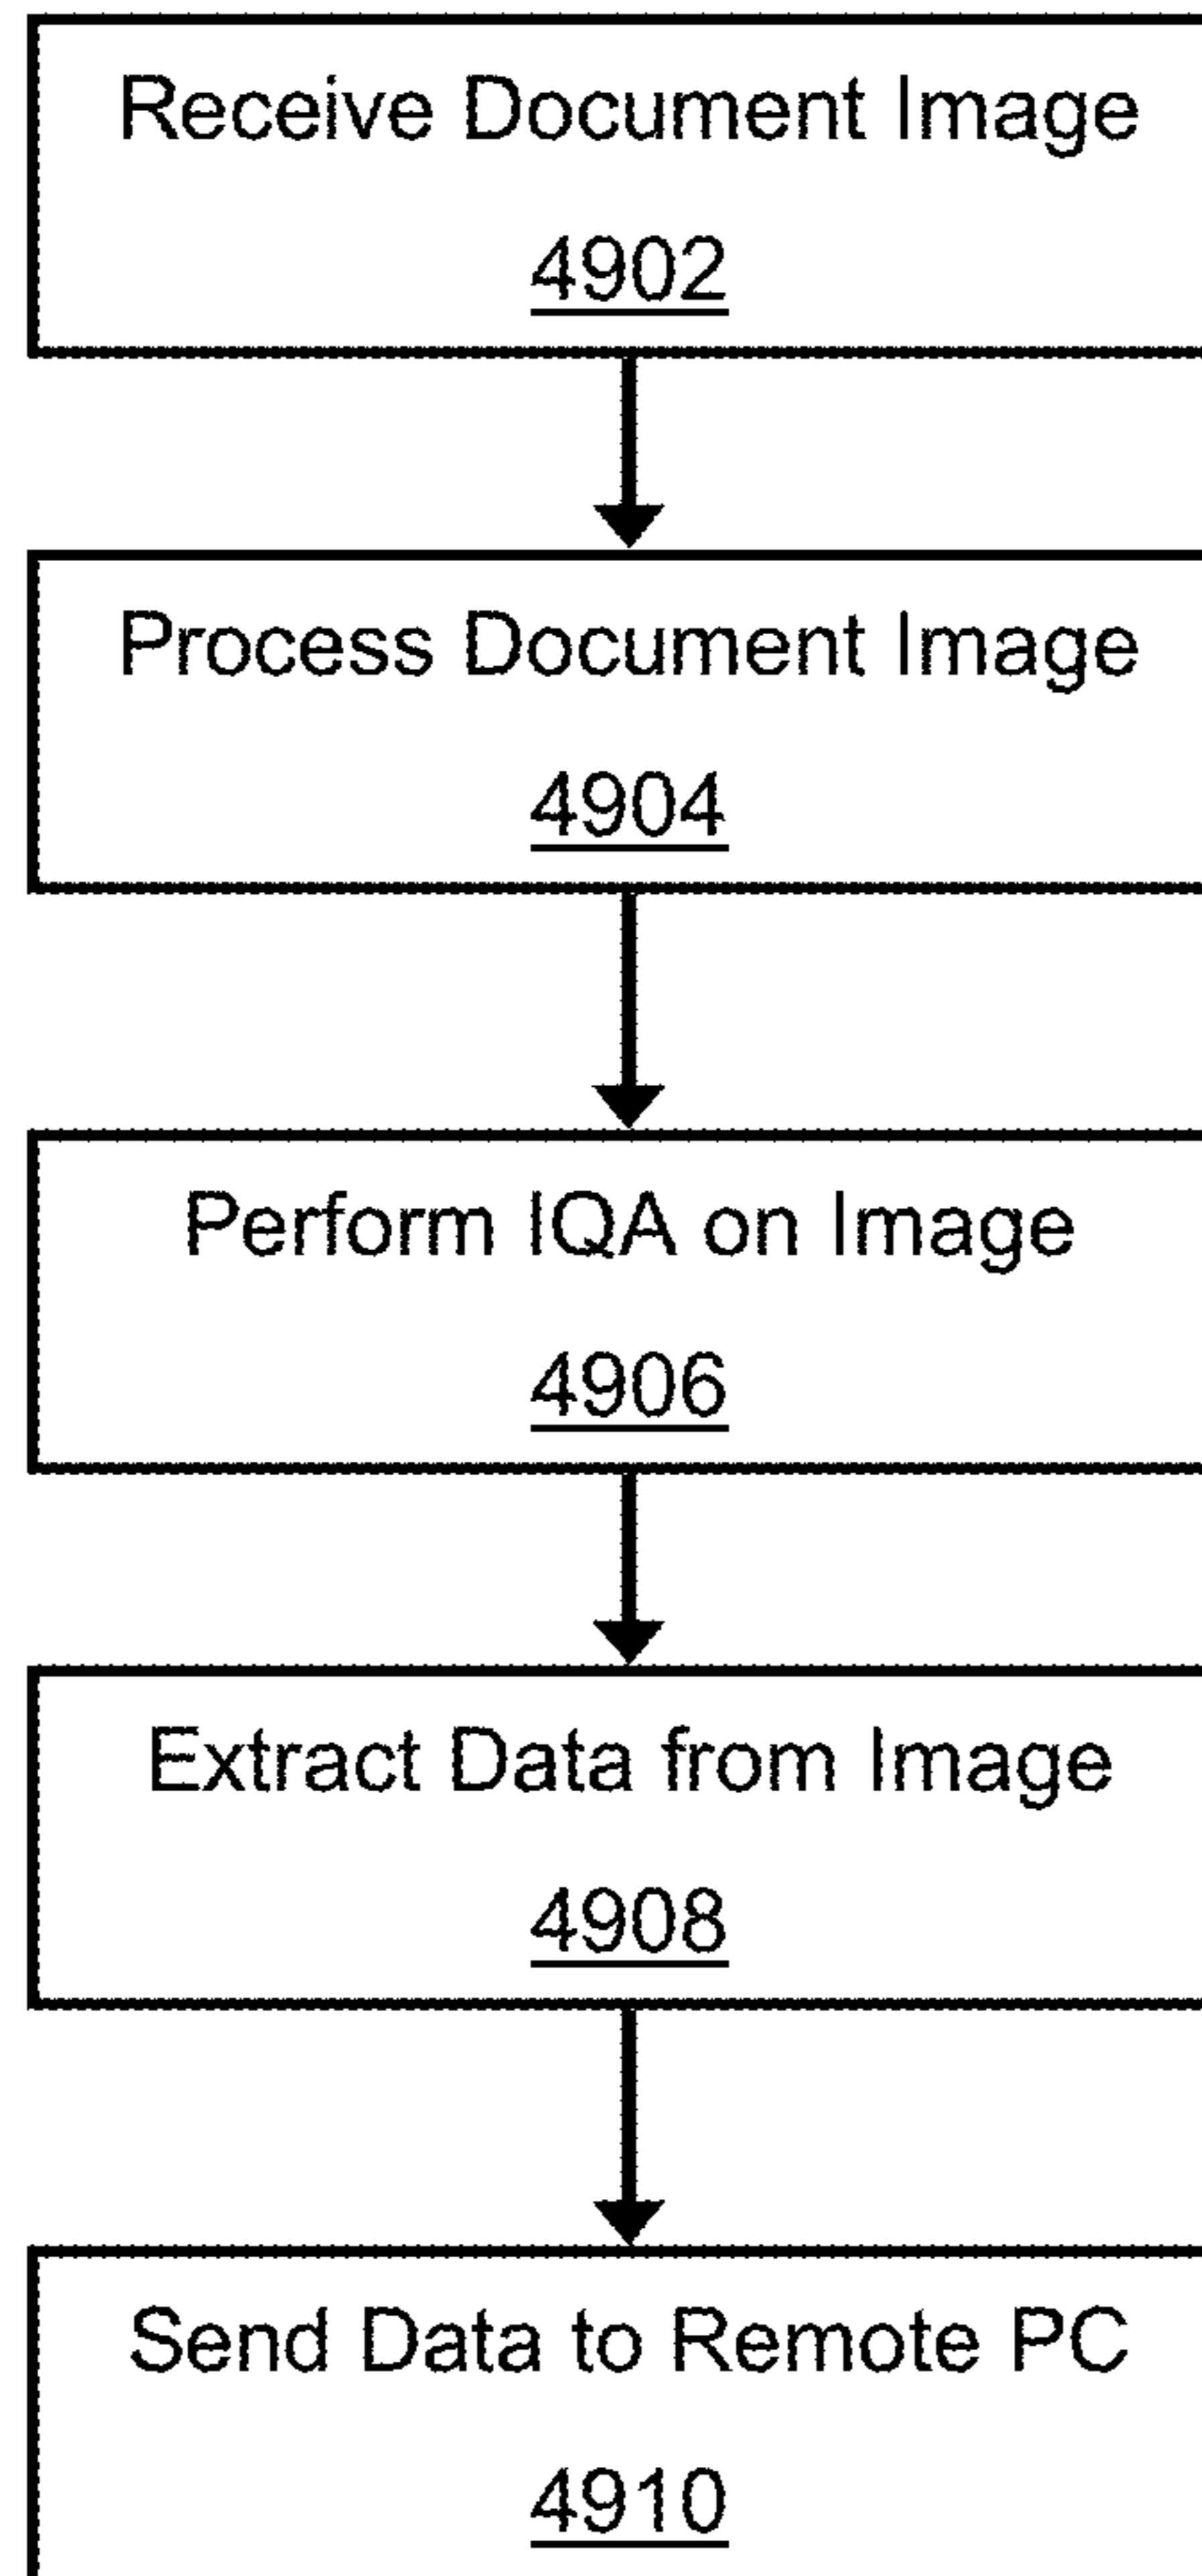 Receive Document Image
4902
Process Document Image
4904
Perform IQA on Image
4906
Extract Data from Image
4908
Send Data to Remote PC
4910